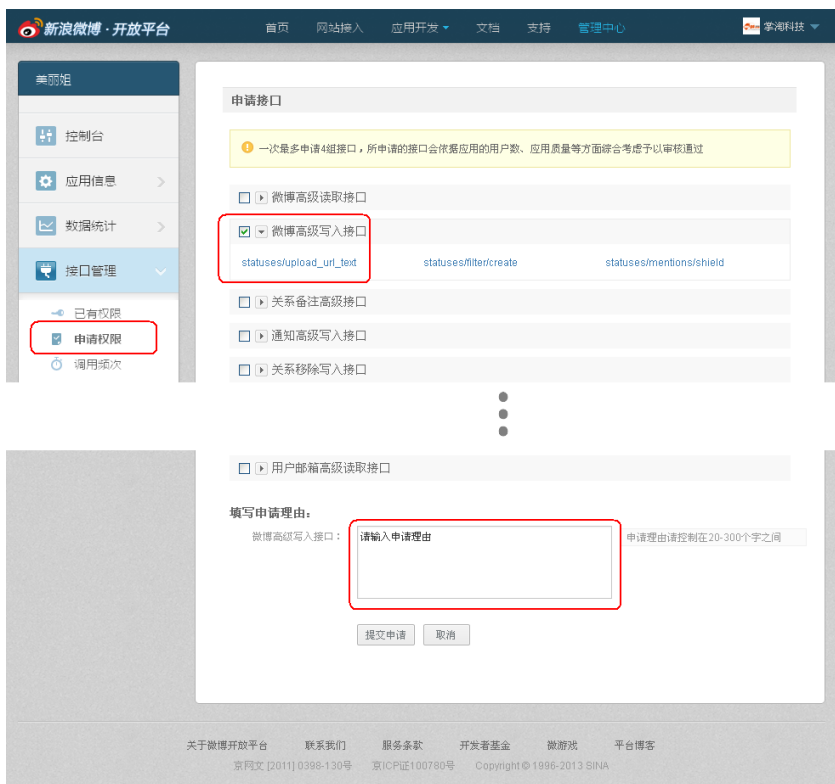 新浪微博 · 开放平台
首页 网站接入 应用开发 文档 支持 管理中心 掌淘科技
美丽姐
控制台
应用信息
数据统计
接口管理
已有权限
申请权限
调用频次
申请接口
一次最多申请4组接口，所申请的接口会依据应用的用户数、应用质量等方面综合考虑予以审核通过
微博高级读取接口
微博高级写入接口
statuses/upload_url_text statuses/filter/create statuses/mentions/shield
关系备注高级接口
通知高级写入接口
关系移除写入接口
用户邮箱高级读取接口
填写申请理由：
微博高级写入接口： 请输入申请理由 申请理由请控制在20-300个字之间
提交申请 取消
关于微博开放平台 联系我们 服务条款 开发者基金 微游戏 平台博客
京网文 [2011] 0398-130号 京ICP证100780号 Copyright © 1996-2013 SINA